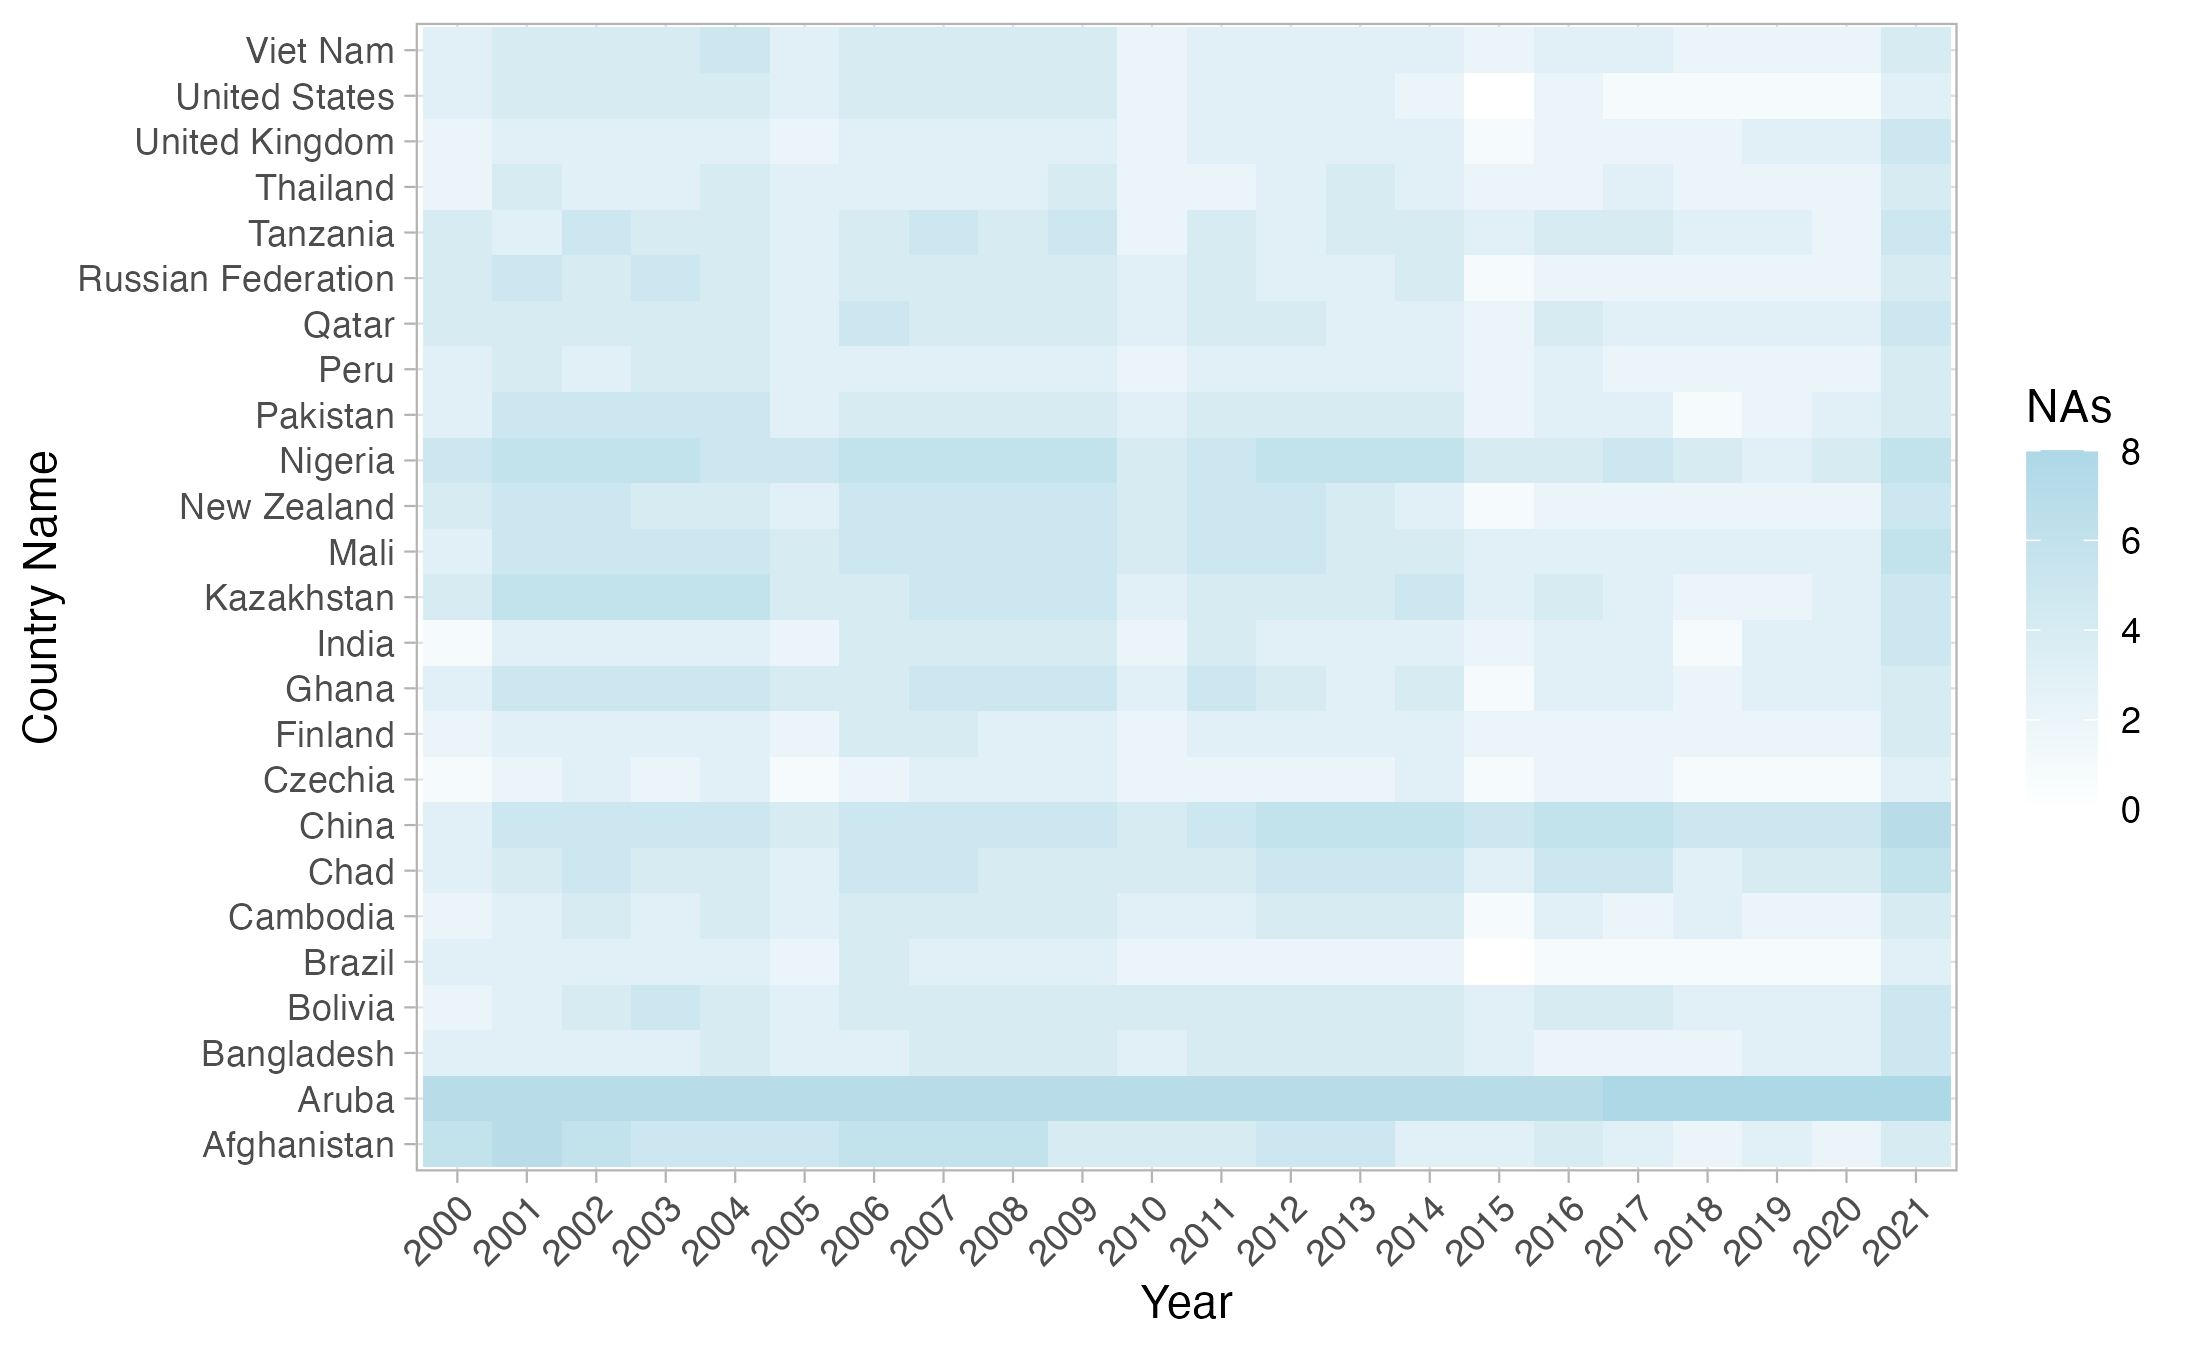 Country Name
Viet Nam
United States
United Kingdom
Thailand
Tanzania
Russian Federation
Qatar
Peru
Pakistan
Nigeria
New Zealand
Mali
Kazakhstan
India
Ghana
Finland
Czechia
China
Chad
Cambodia
Brazil
Bolivia
Bangladesh
Aruba
Afghanistan
2000
2001
2002
2003
2004
2005
2006
2007
2008
2009
2010
2011
2012
2013
2014
2015
2016
2017
2018
2019
2020
2021
Year
NAs
8
6
4
2
0